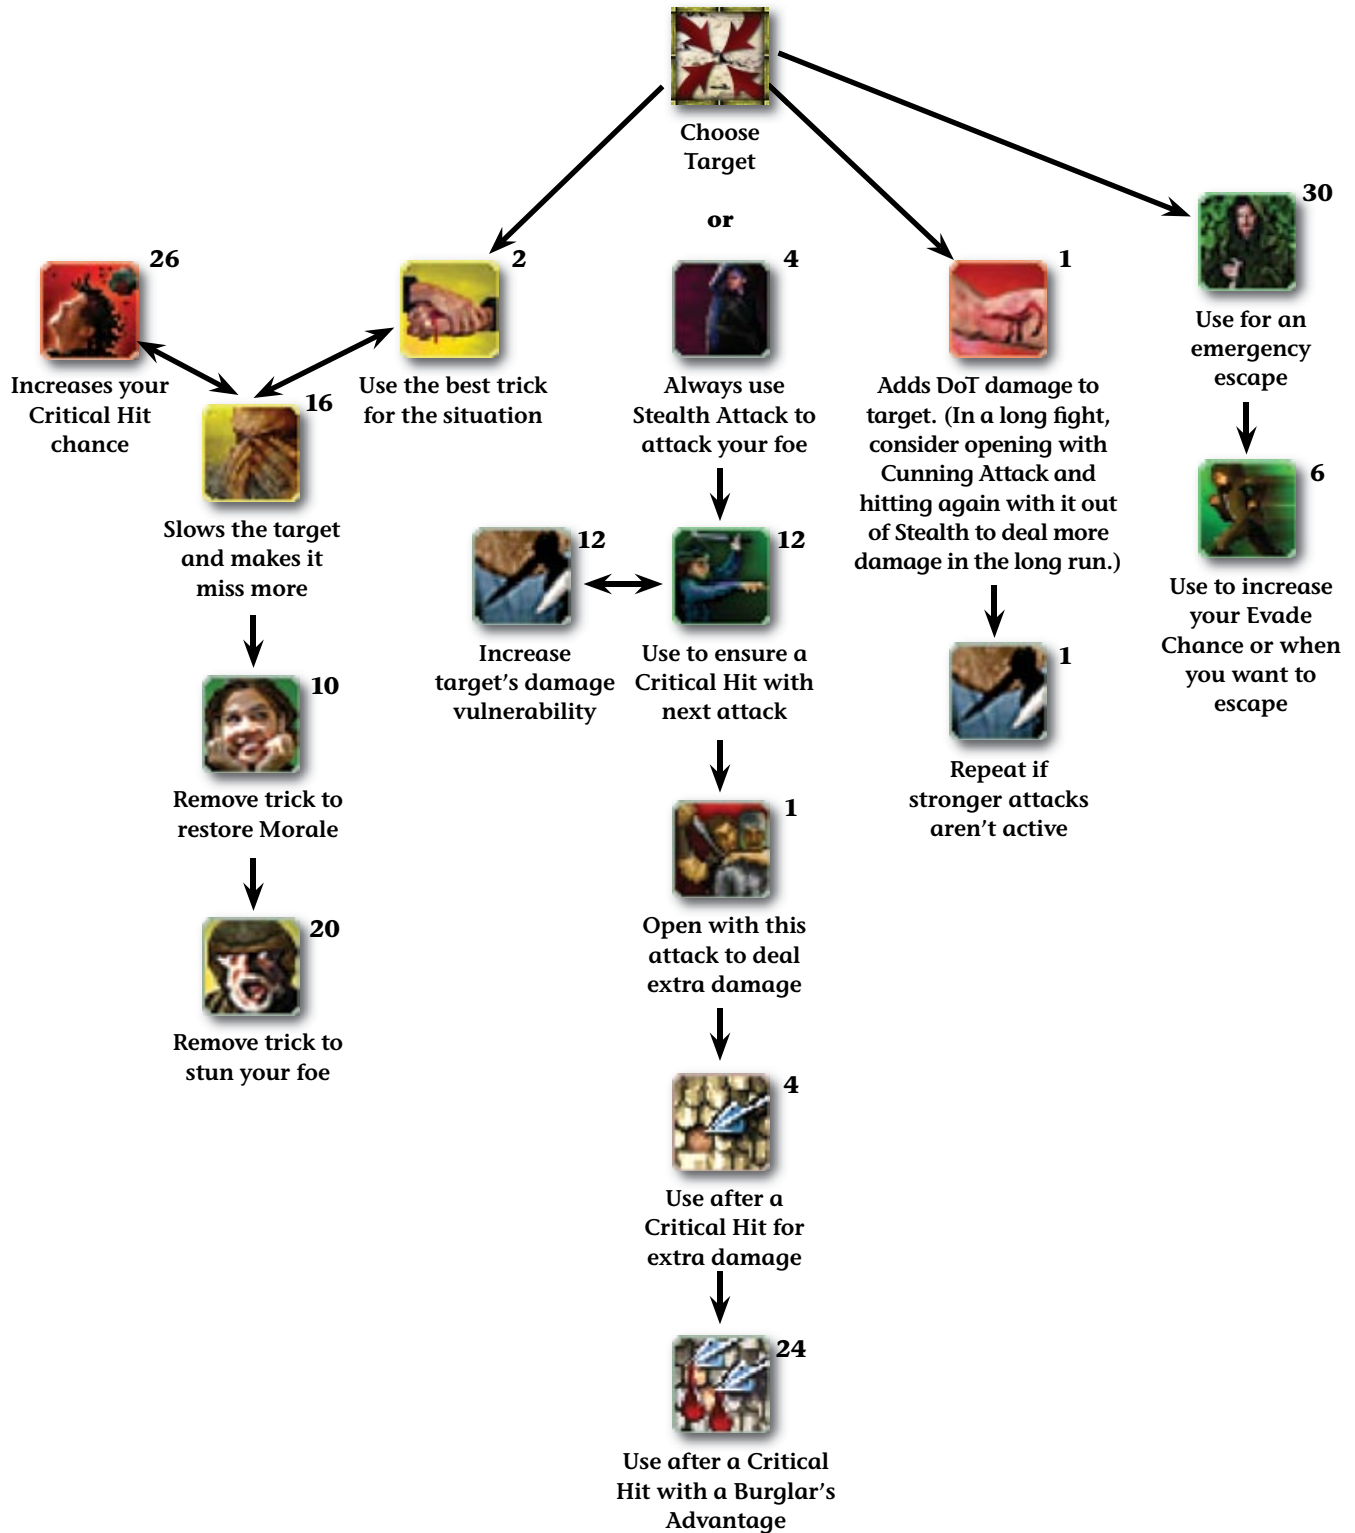 Choose
Target
or
30
Use for an
emergency
escape
6
Use to increase
your Evade
Chance or when
you want to
escape
26
Increases your
Critical Hit
chance
2
Use the best trick
for the situation
16
Slows the target
and makes it
miss more
10
Remove trick to
restore Morale
20
Remove trick to
stun your foe
4
Always use
Stealth Attack to
attack your foe
12
Increase
target's damage
vulnerability
12
Use to ensure a
Critical Hit with
next attack
1
Open with this
attack to deal
extra damage
4
Use after a
Critical Hit for
extra damage
24
Use after a Critical
Hit with a Burglar's
Advantage
1
Adds DoT damage to
target. (In a long fight,
consider opening with
Cunning Attack and
hitting again with it out
of Stealth to deal more
damage in the long run.)
1
Repeat if
stronger attacks
aren't active